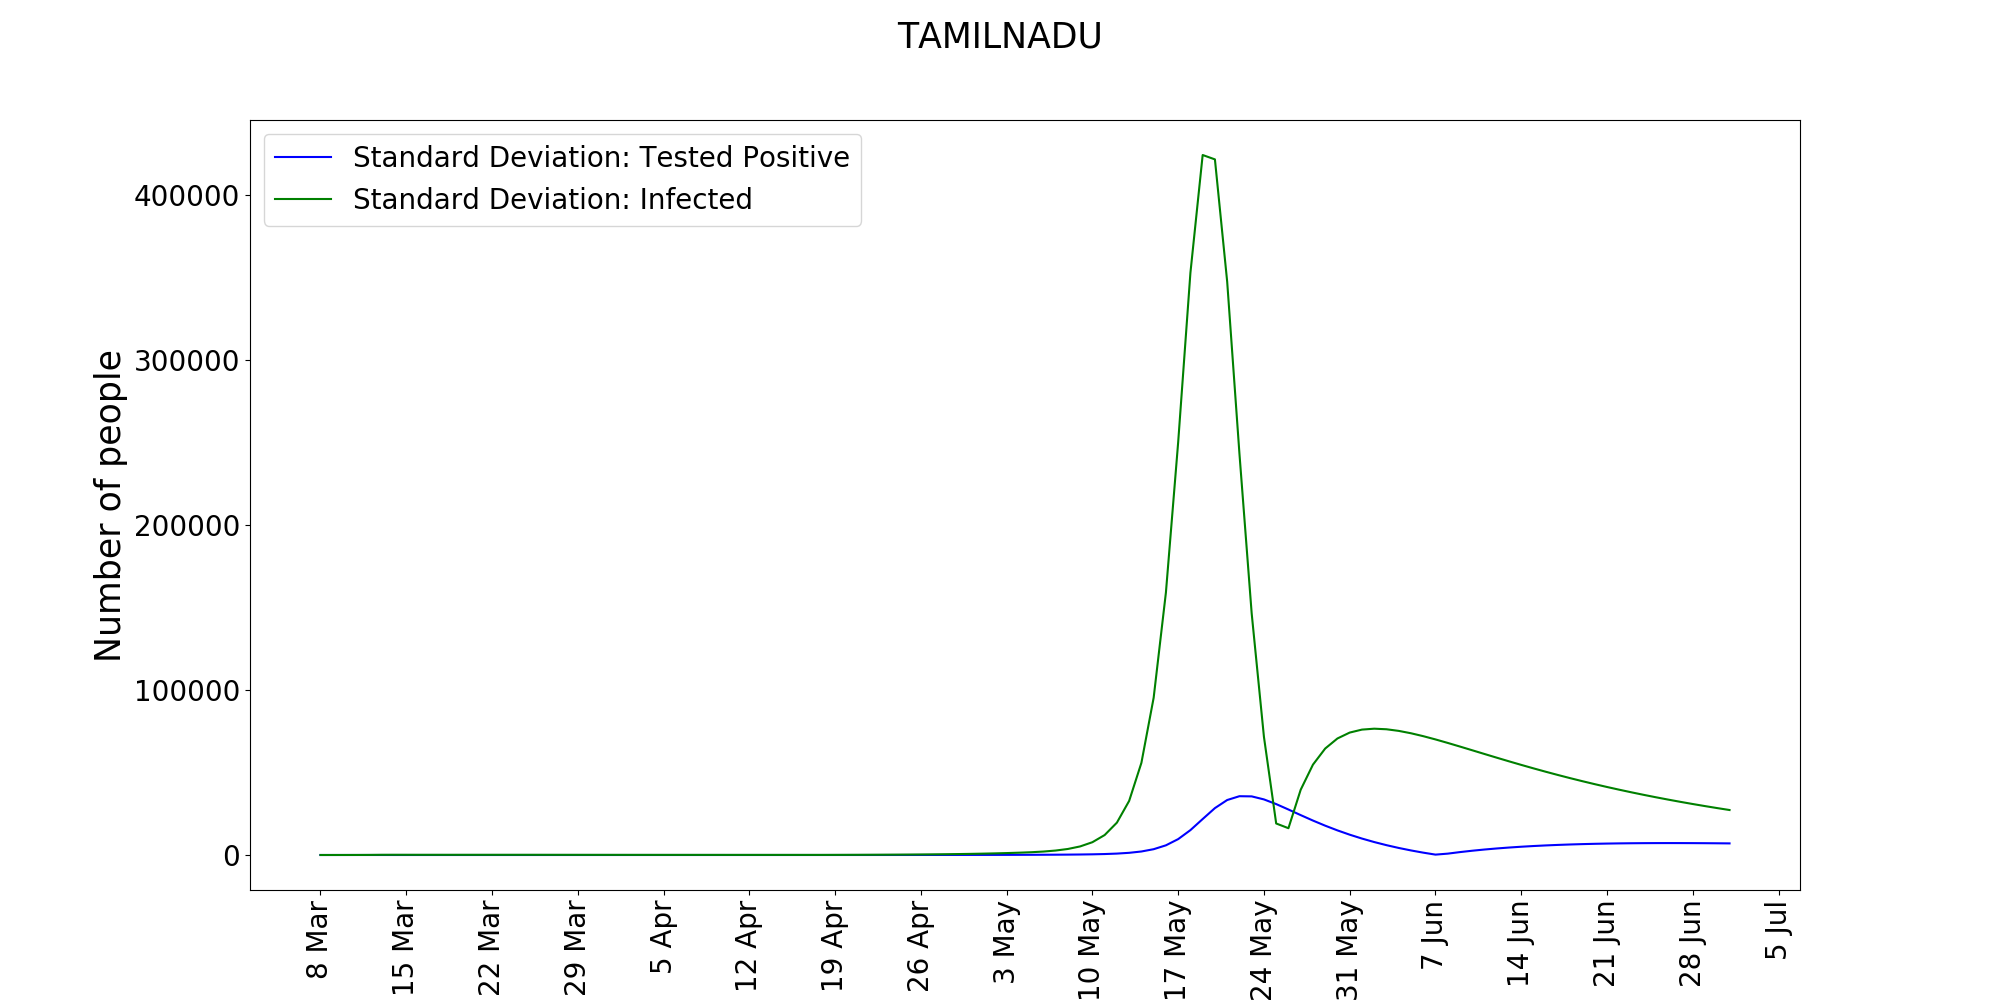 TAMILNADU
Standard Deviation: Tested Positive
Standard Deviation: Infected
Number of people
400000
300000
200000
100000
0
8 Mar
15 Mar
22 Mar
29 Mar
5 Apr
12 Apr
19 Apr
26 Apr
3 May
10 May
17 May
24 May
31 May
7 Jun
14 Jun
21 Jun
28 Jun
5 Jul